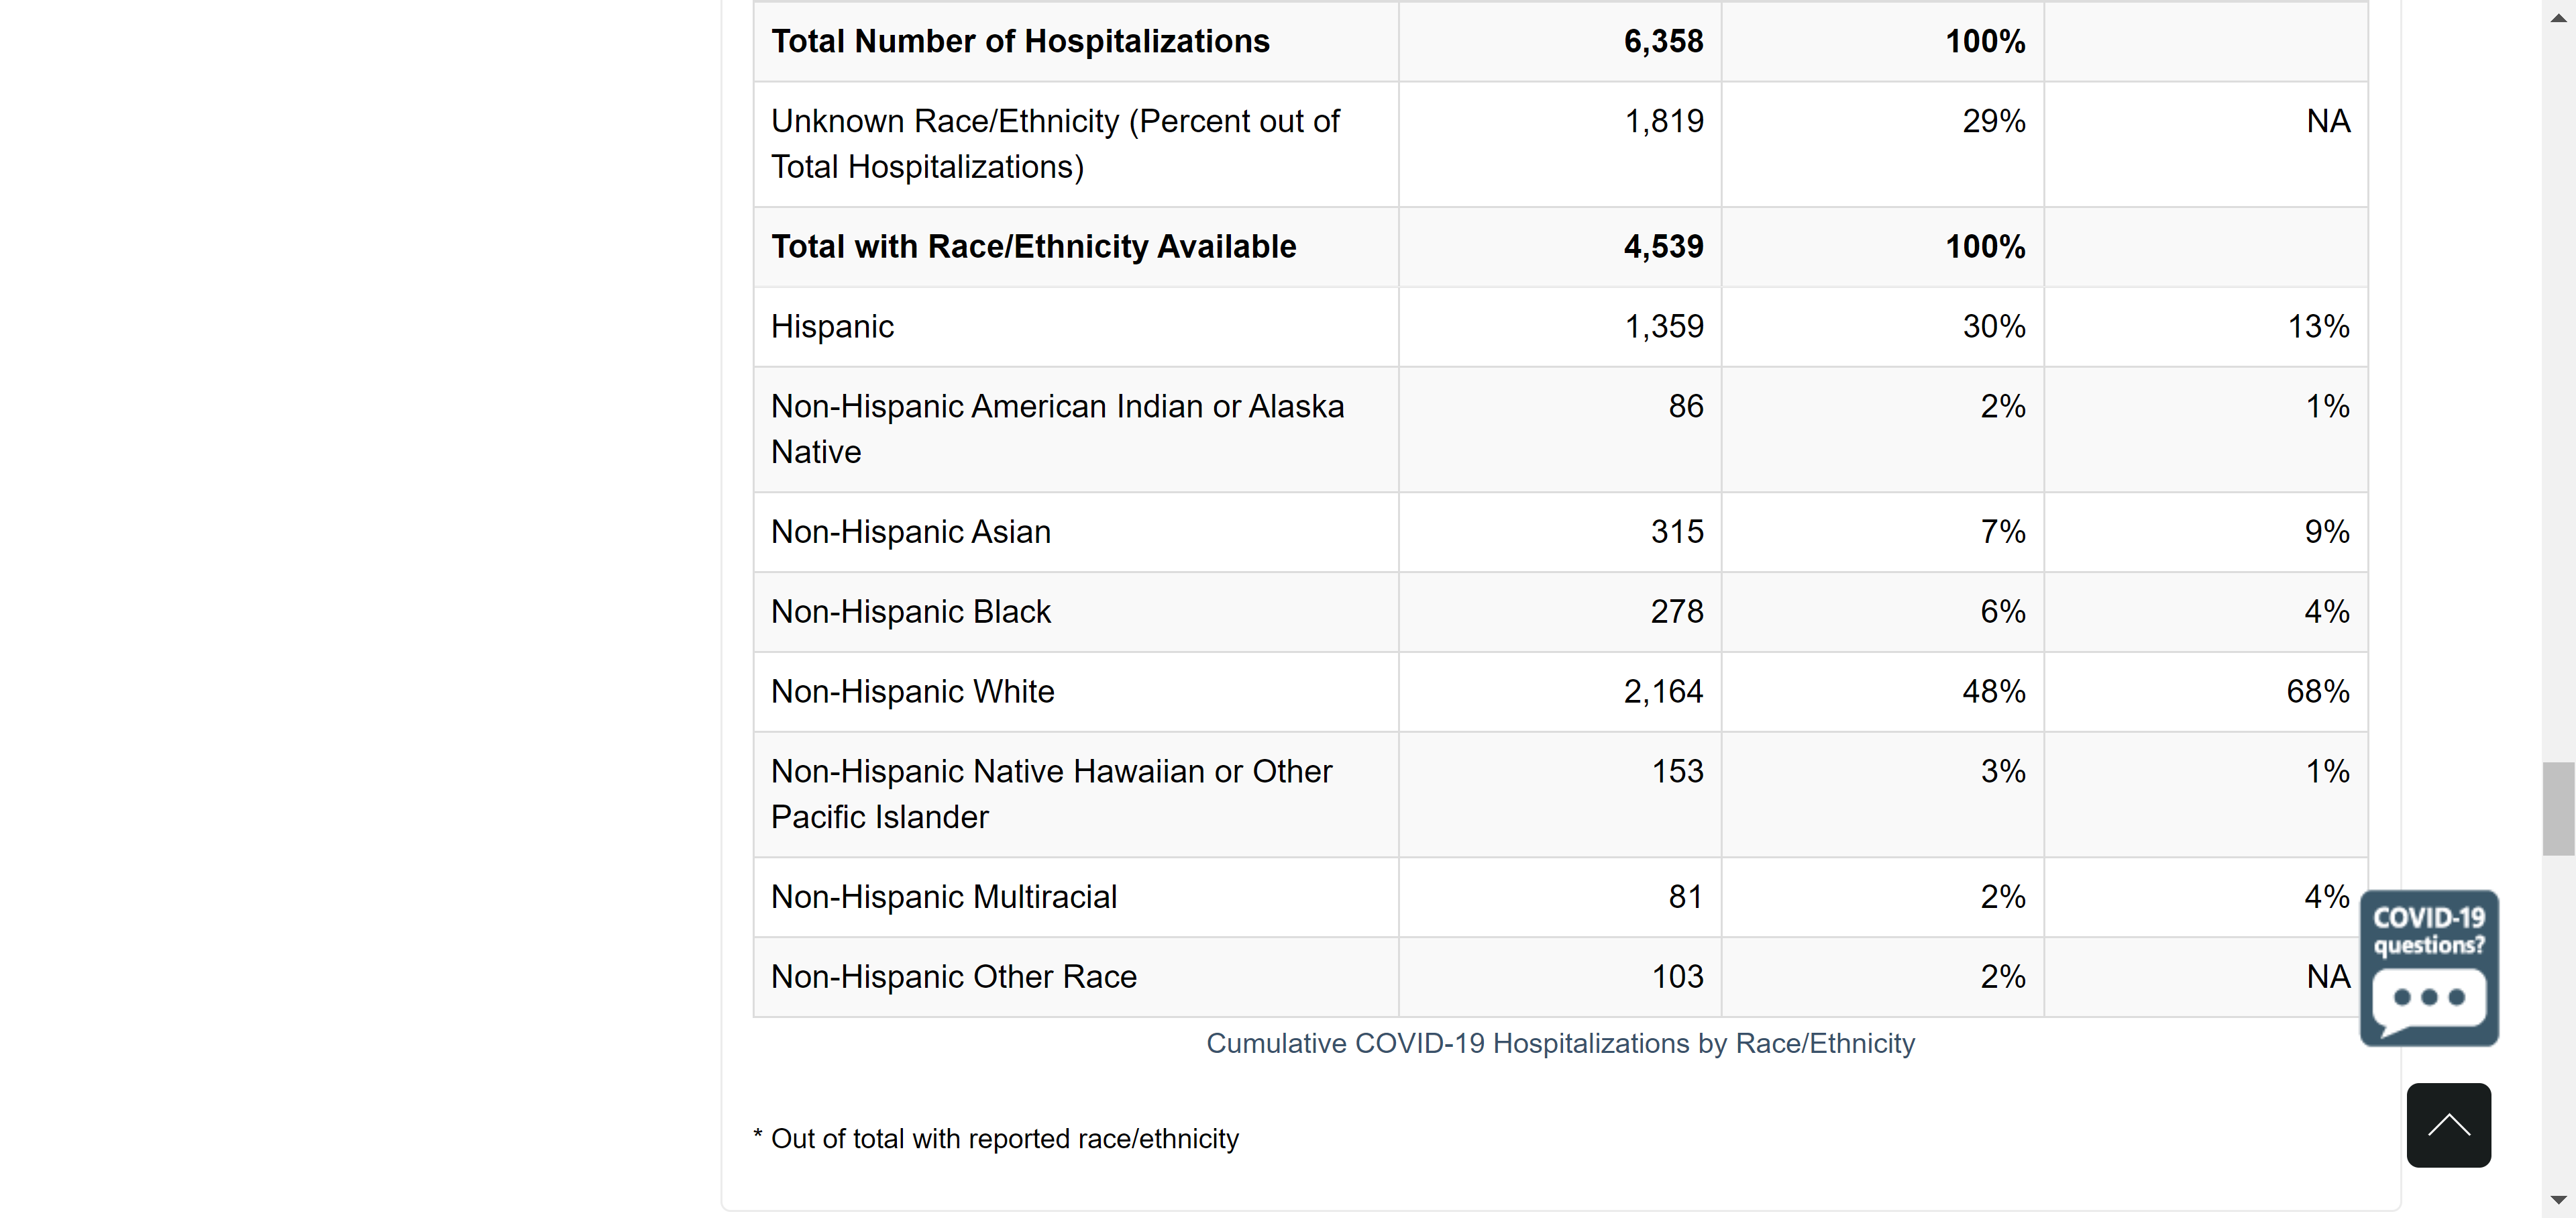 Total Number of Hospitalizations 6,358 100%
Unknown Race/Ethnicity (Percent out of 1,819 29% NA
Total Hospitalizations)
Total with Race/Ethnicity Available 4,539 100%
Hispanic 1,359 30% 13%
Non-Hispanic American Indian or Alaska 86 2% 1%
Native
Non-Hispanic Asian 315 7% 9%
Non-Hispanic Black 278 6% 4%
Non-Hispanic White 2,164 48% 68%
Non-Hispanic Native Hawaiian or Other 153 3% 1%
Pacific Islander
Non-Hispanic Multiracial 81 2% 4%
Non-Hispanic Other Race 103 2% NA
COVID-19
questions?
Cumulative COVID-19 Hospitalizations by Race/Ethnicity
* Out of total with reported race/ethnicity